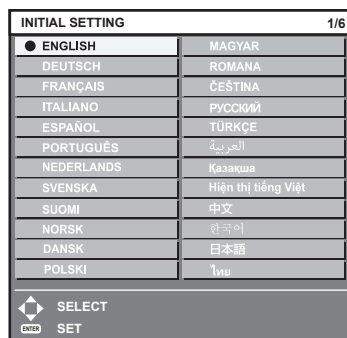 INITIAL SETTING 1/6
ENGLISH MAGYAR
DEUTSCH ROMANA
FRANÇAIS ČEŠTINA
ITALIANO РУССКИЙ
ESPAÑOL TÜRKÇE
PORTUGUÊS العربية
NEDERLANDS Қазақша
SVENSKA Hiện thị tiếng Việt
SUOMI 中文
NORSK 한국어
DANSK 日本語
POLSKI ไทย
SELECT
ENTER SET